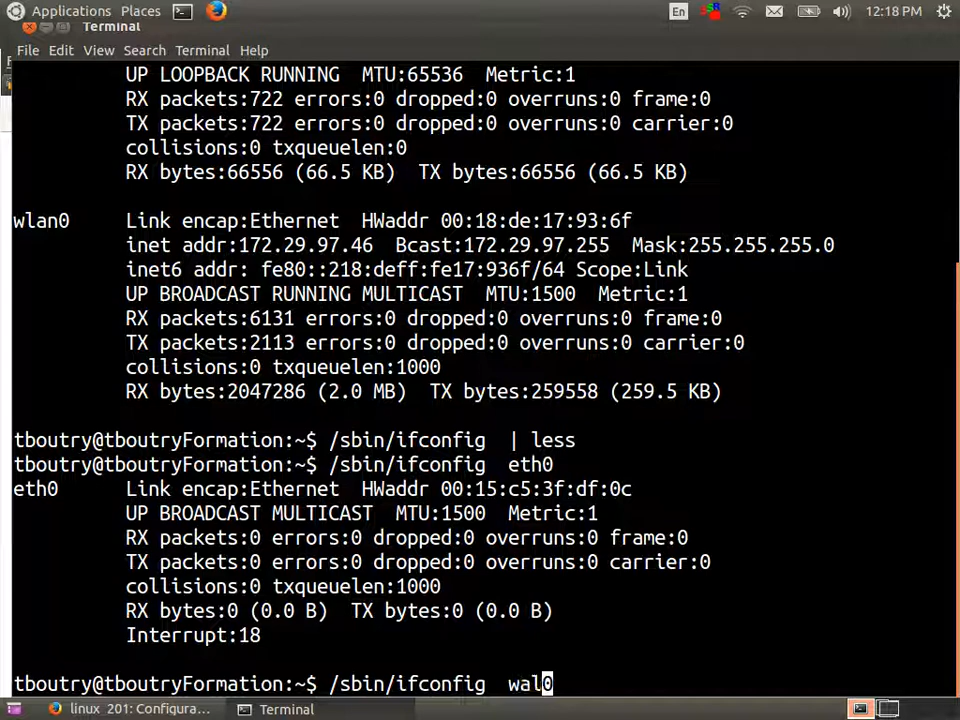 Applications Places En 12:18 PM
Terminal
File Edit View Search Terminal Help
UP LOOPBACK RUNNING MTU:65536 Metric:1
RX packets:722 errors:0 dropped:0 overruns:0 frame:0
TX packets:722 errors:0 dropped:0 overruns:0 carrier:0
collisions:0 txqueuelen:0
RX bytes:66556 (66.5 KB) TX bytes:66556 (66.5 KB)
wlan0 Link encap:Ethernet HWaddr 00:18:de:17:93:6f
inet addr:172.29.97.46 Bcast:172.29.97.255 Mask:255.255.255.0
inet6 addr: fe80::218:deff:fe17:936f/64 Scope:Link
UP BROADCAST RUNNING MULTICAST MTU:1500 Metric:1
RX packets:6131 errors:0 dropped:0 overruns:0 frame:0
TX packets:2113 errors:0 dropped:0 overruns:0 carrier:0
collisions:0 txqueuelen:1000
RX bytes:2047286 (2.0 MB) TX bytes:259558 (259.5 KB)
tboutry@tboutryFormation:~$ /sbin/ifconfig | less
tboutry@tboutryFormation:~$ /sbin/ifconfig eth0
eth0 Link encap:Ethernet HWaddr 00:15:c5:3f:df:0c
UP BROADCAST MULTICAST MTU:1500 Metric:1
RX packets:0 errors:0 dropped:0 overruns:0 frame:0
TX packets:0 errors:0 dropped:0 overruns:0 carrier:0
collisions:0 txqueuelen:1000
RX bytes:0 (0.0 B) TX bytes:0 (0.0 B)
Interrupt:18
tboutry@tboutryFormation:~$ /sbin/ifconfig wal0
linux_201: Configura... Terminal